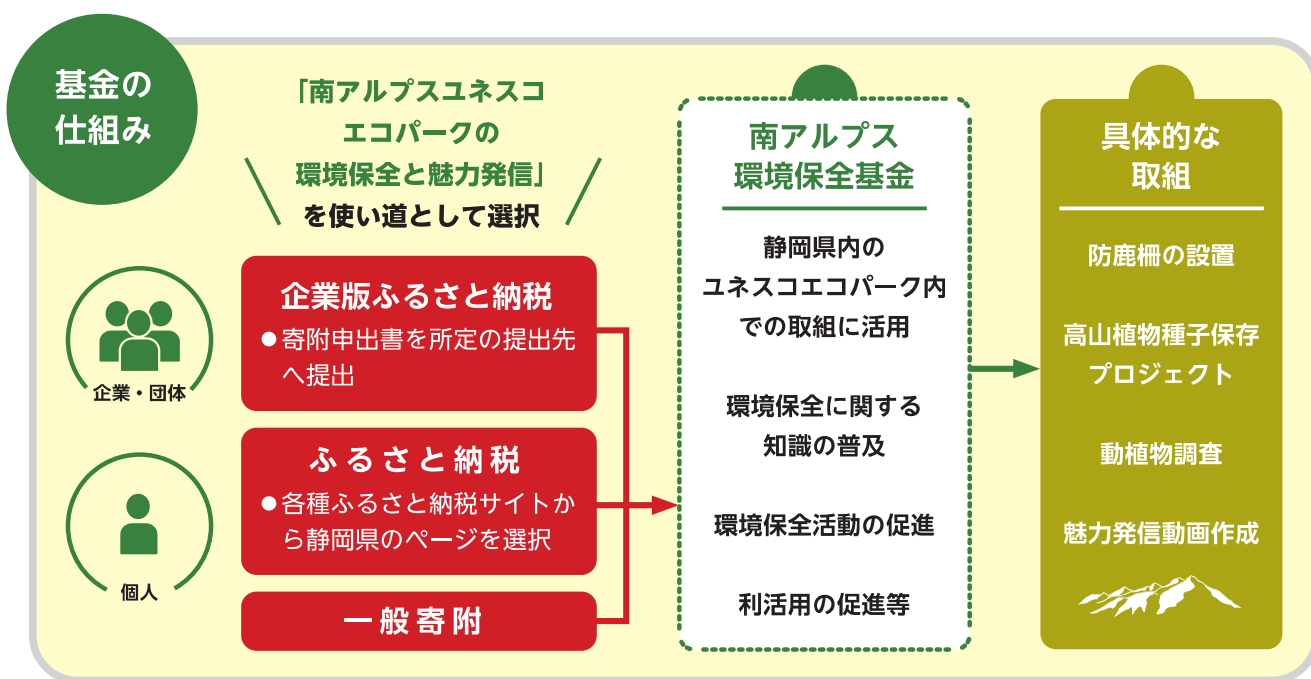 基金の
仕組み
「南アルプスユネスコ
エコパークの
環境保全と魅力発信」
を使い道として選択
企業・団体
企業版ふるさと納税
●寄附申出書を所定の提出先
へ提出
個人
ふるさと納税
●各種ふるさと納税サイトか
ら静岡県のページを選択
一般寄附
南アルプス
環境保全基金
静岡県内の
ユネスコエコパーク内
での取組に活用
環境保全に関する
知識の普及
環境保全活動の促進
利活用の促進等
具体的な
取組
防鹿柵の設置
高山植物種子保存
プロジェクト
動植物調査
魅力発信動画作成